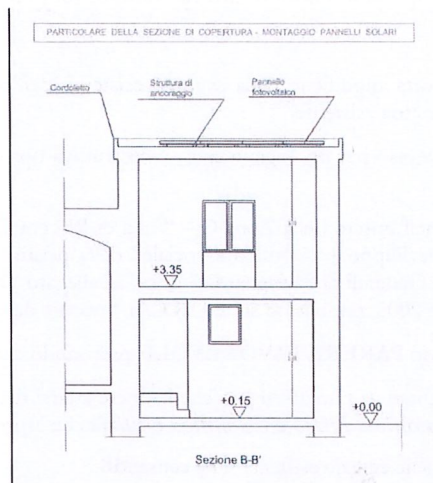 PARTICOLARE DELLA SEZIONE DI COPERTURA - MONTAGGIO PANNELLI SOLARI
Cordoletto
Struttura di
ancoraggio
Pannello
fotovoltaico
+3.35
+0.15
+0.00
Sezione B-B'